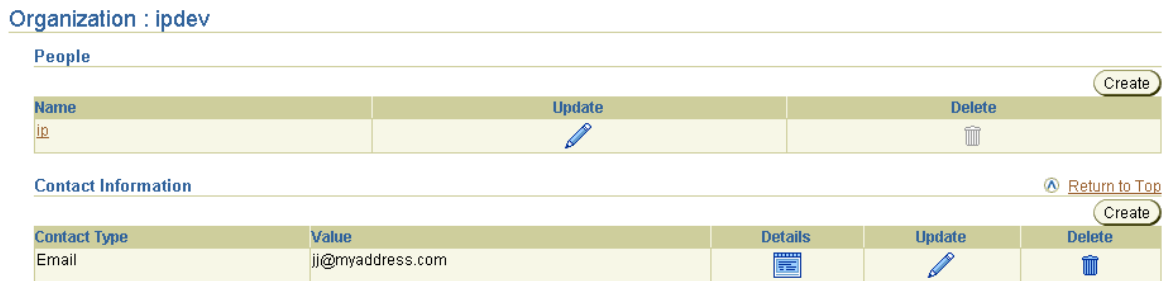 Organization : ipdev
People
Create
Name Update Delete
ip
Contact Information Return to Top
Create
Contact Type Value Details Update Delete
Email jj@myaddress.com